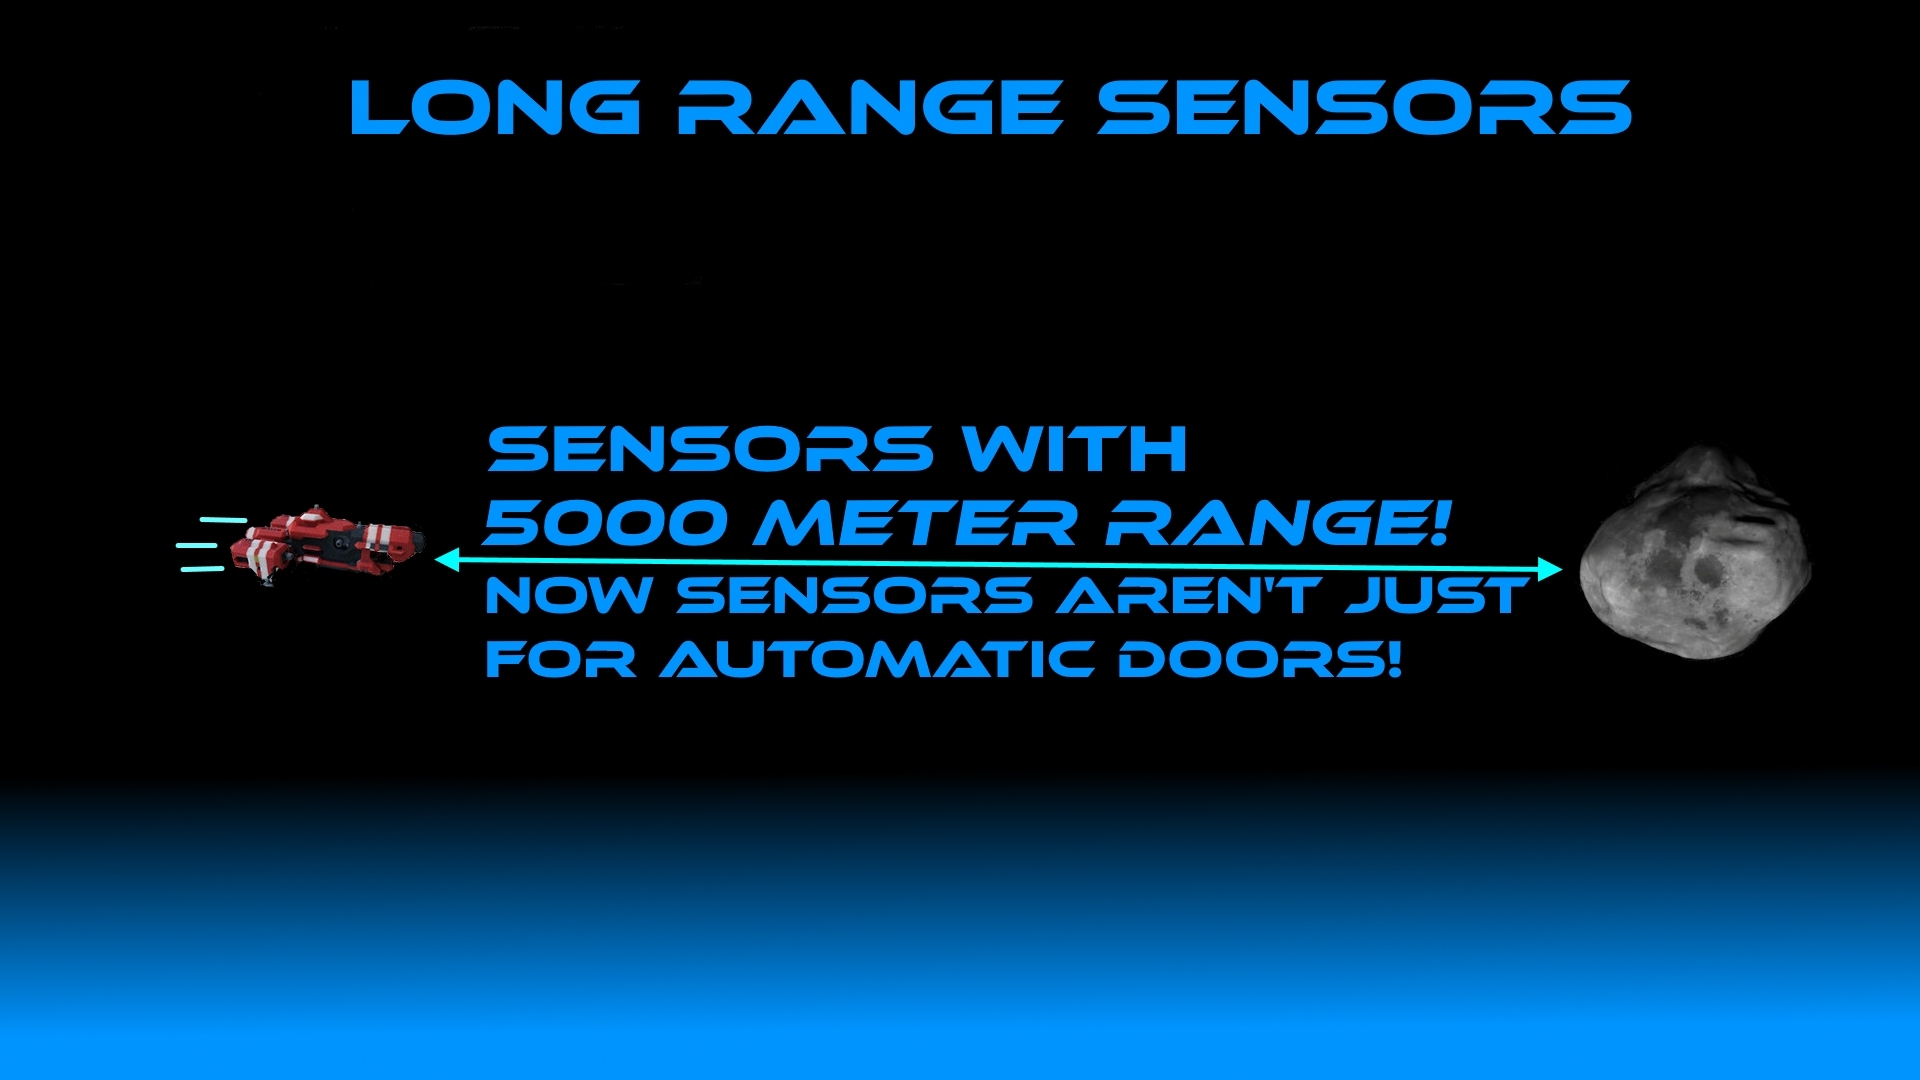 LONG RANGE SENSORS
SENSORS WITH
5000 METER RANGE!
NOW SENSORS AREN'T JUST
FOR AUTOMATIC DOORS!